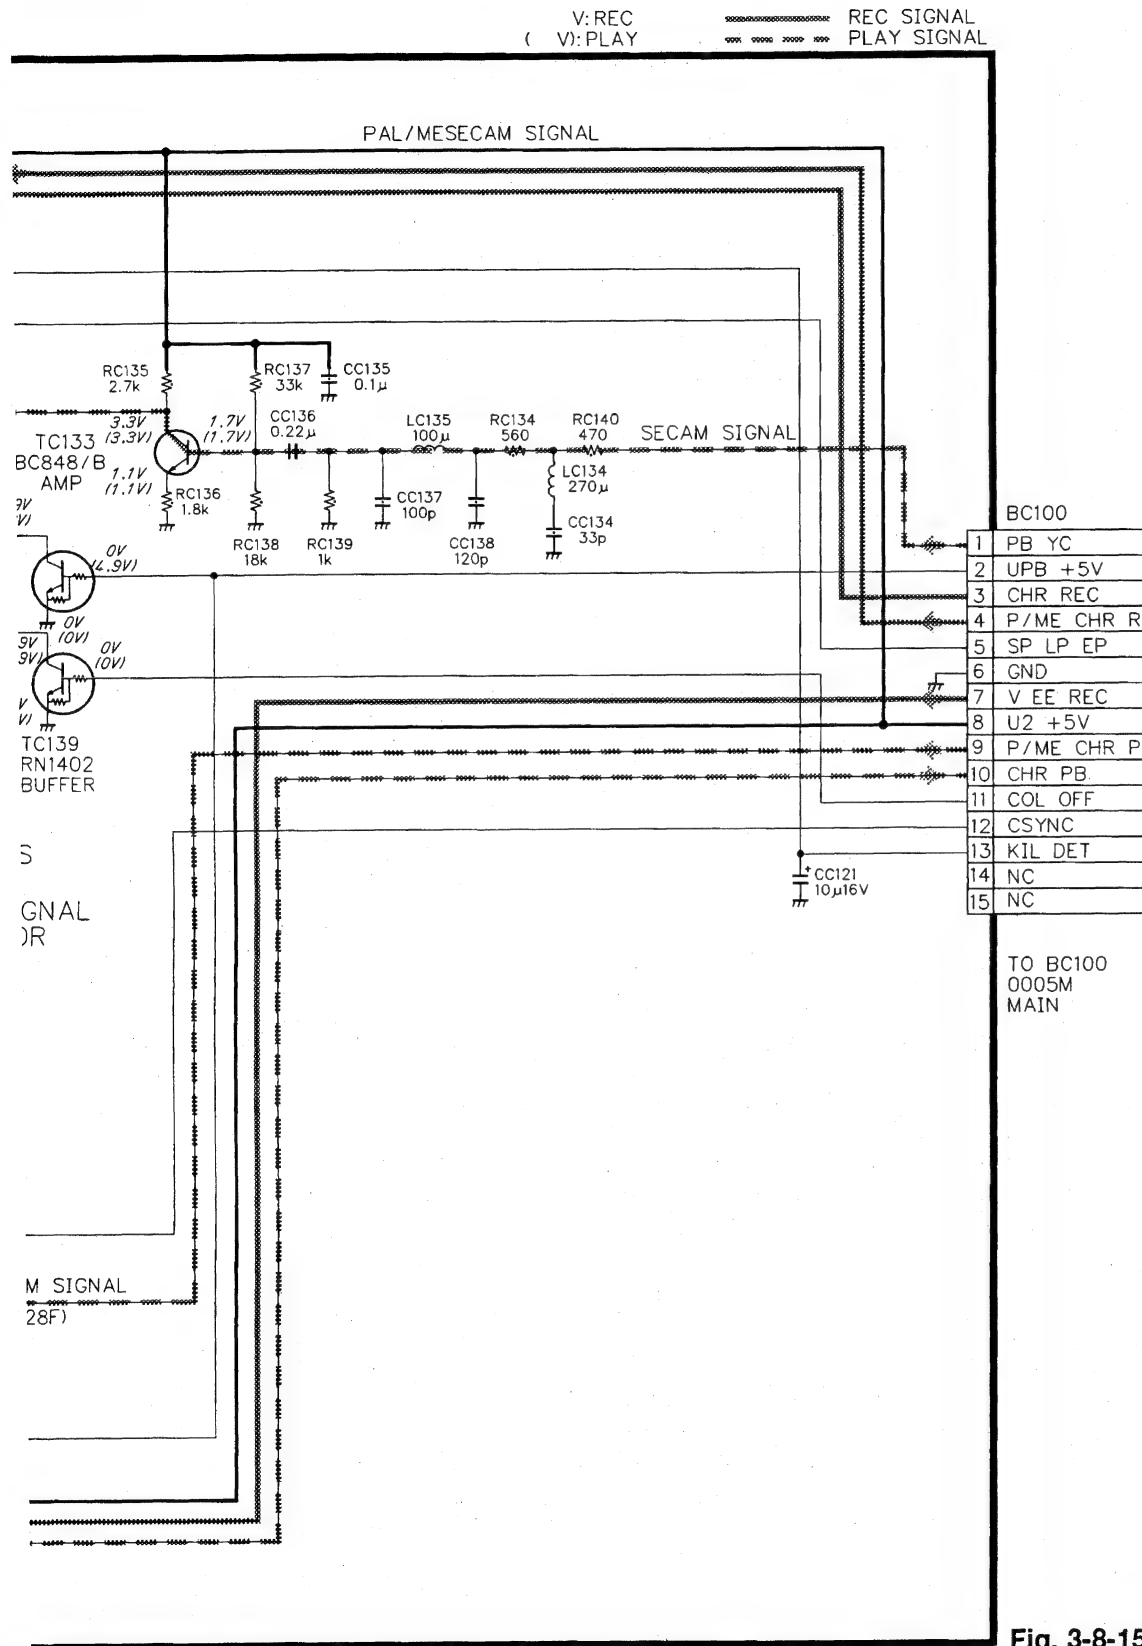 V: REC
REC SIGNAL
( V): PLAY
PLAY SIGNAL
PAL/MESECAM SIGNAL
RC135
2.7k
RC137
33k
CC135
0.1µ
3.3V
(3.3V)
1.7V
(1.7V)
CC136
0.22µ
LC135
100µ
RC134
560
RC140
470
SECAM SIGNAL
TC133
BC848/B
AMP
1.1V
(1.1V)
RC136
1.8k
CC137
100p
LC134
270µ
CC134
33p
RC138
18k
RC139
1k
CC138
120p
0V
(4.9V)
0V
(0V)
0V
(0V)
9V
9V)
V
V)
TC139
RN1402
BUFFER
BC100
1 PB YC
2 UPB +5V
3 CHR REC
4 P/ME CHR R
5 SP LP EP
6 GND
7 V EE REC
8 U2 +5V
9 P/ME CHR P
10 CHR PB.
11 COL OFF
12 CSYNC
13 KIL DET
14 NC
15 NC
+
CC121
10µ16V
S
GNAL
OR
TO BC100
0005M
MAIN
M SIGNAL
28F)
Fig. 3-8-15